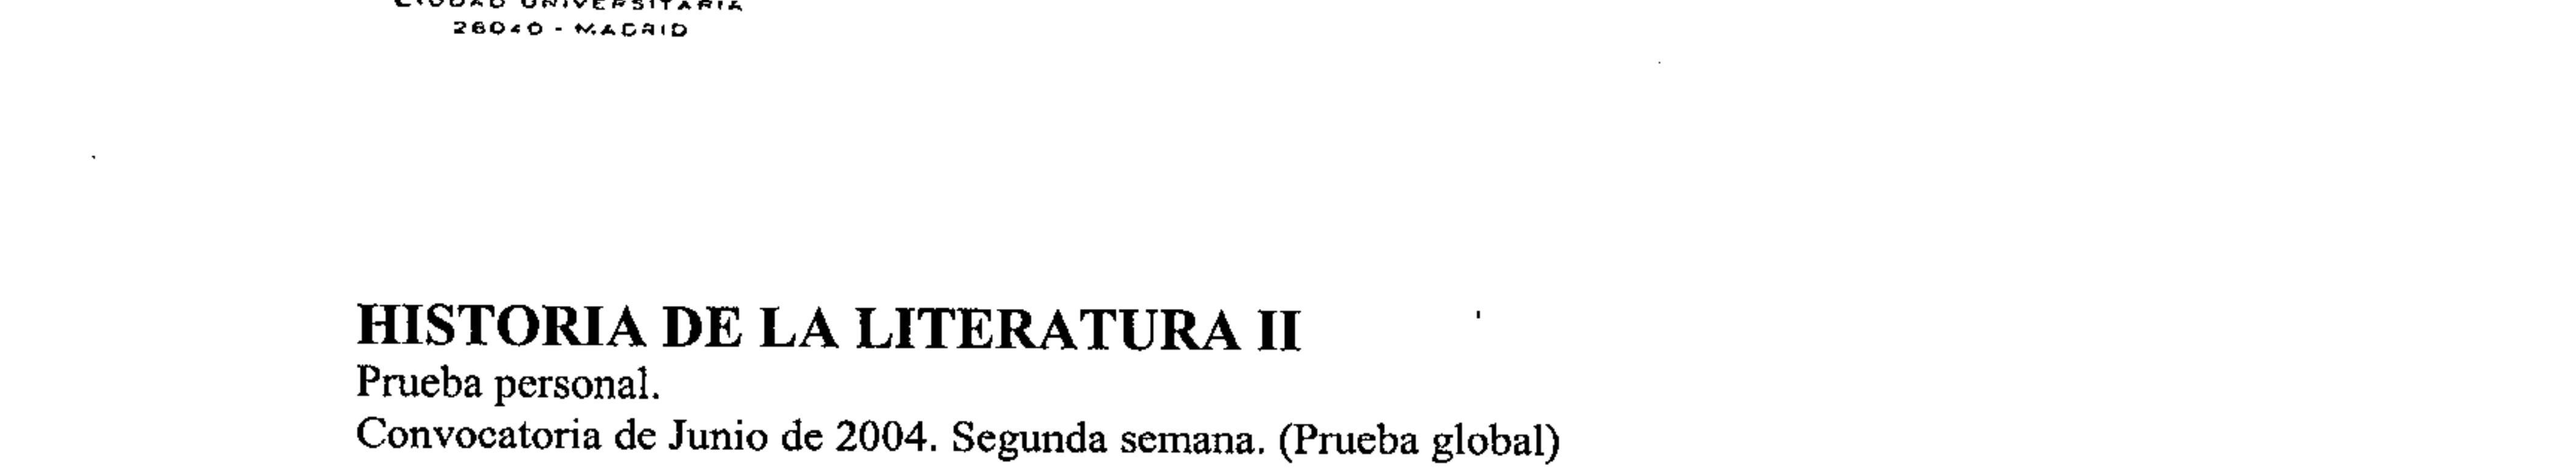 CIUDAD UNIVERSITARIA
28040 - MADRID
HISTORIA DE LA LITERATURA II
Prueba personal.
Convocatoria de Junio de 2004. Segunda semana. (Prueba global)